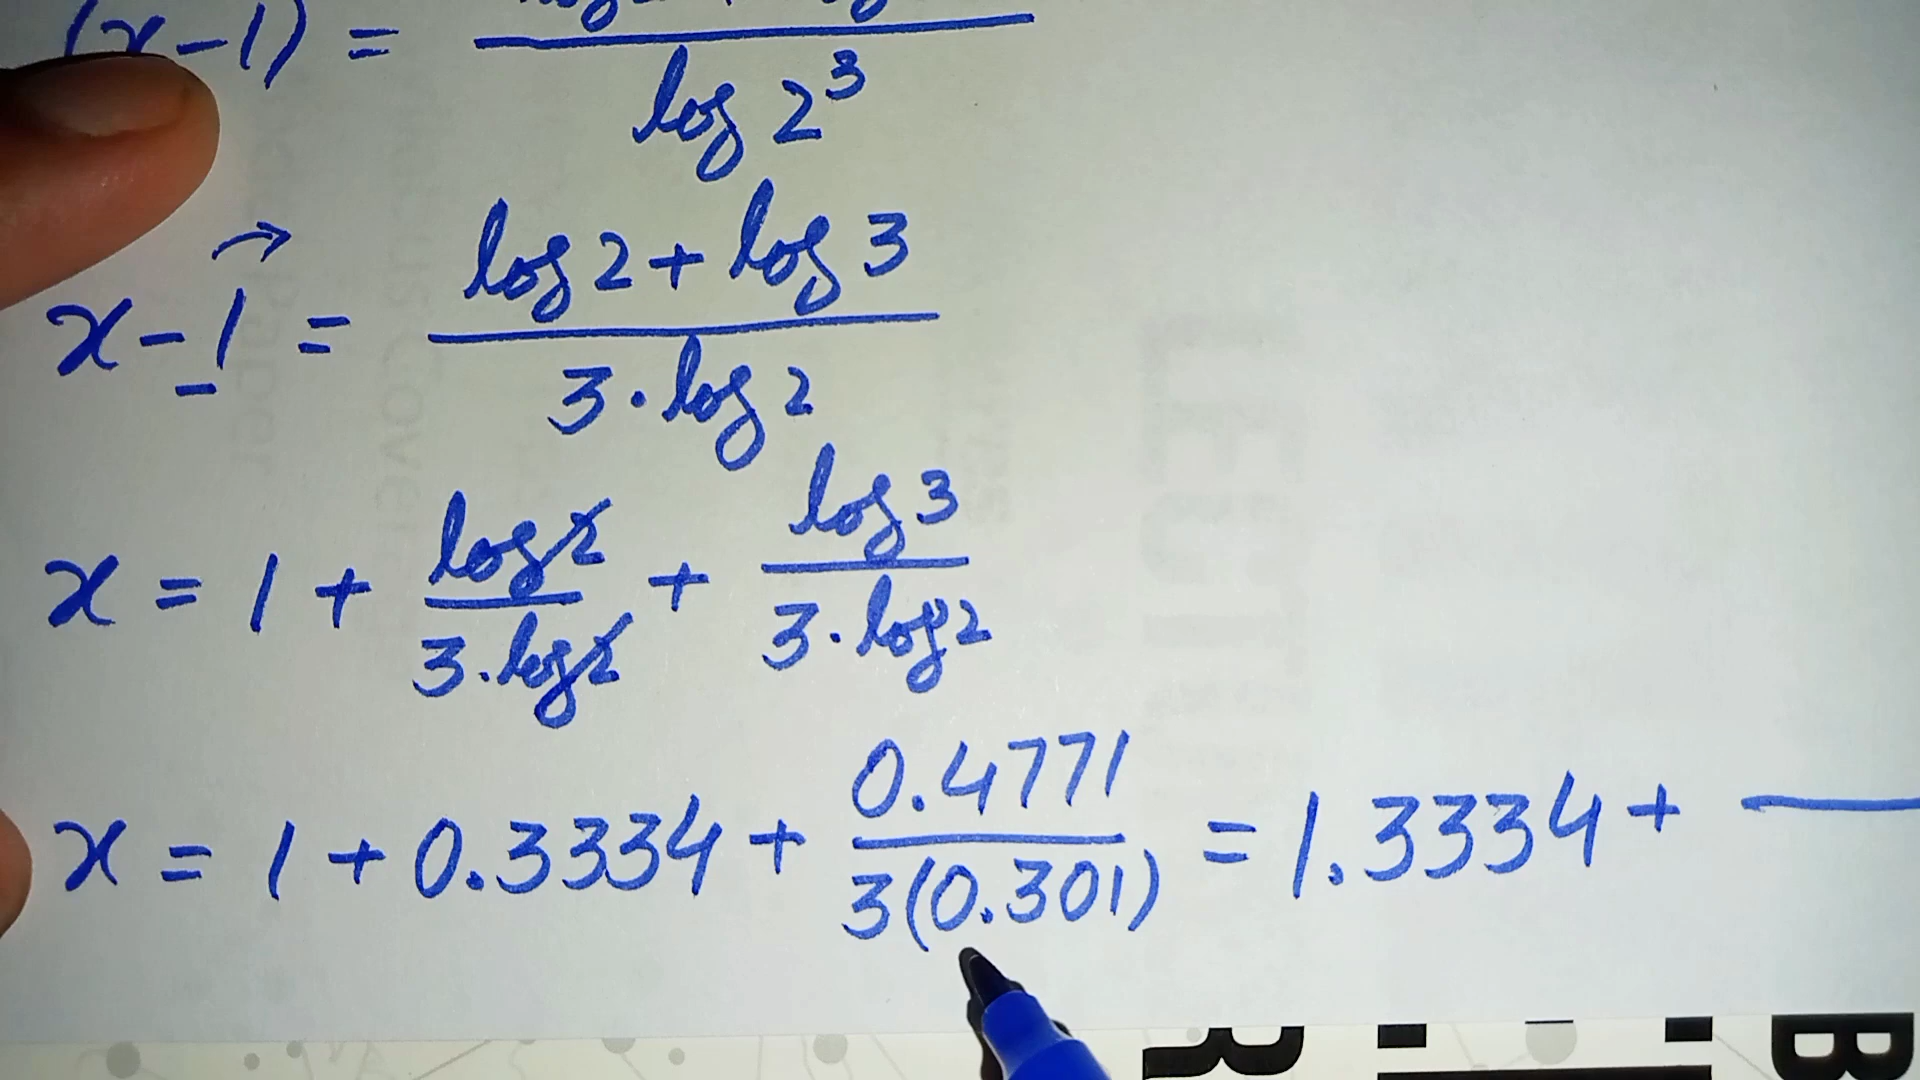 (x-1) = log 2³
x-1 = (log 2 + log 3)/(3·log 2)
x = 1 + (log 2)/(3·log 2) + (log 3)/(3·log 2)
x = 1 + 0.3334 + 0.4771/(3(0.301)) = 1.3334 +